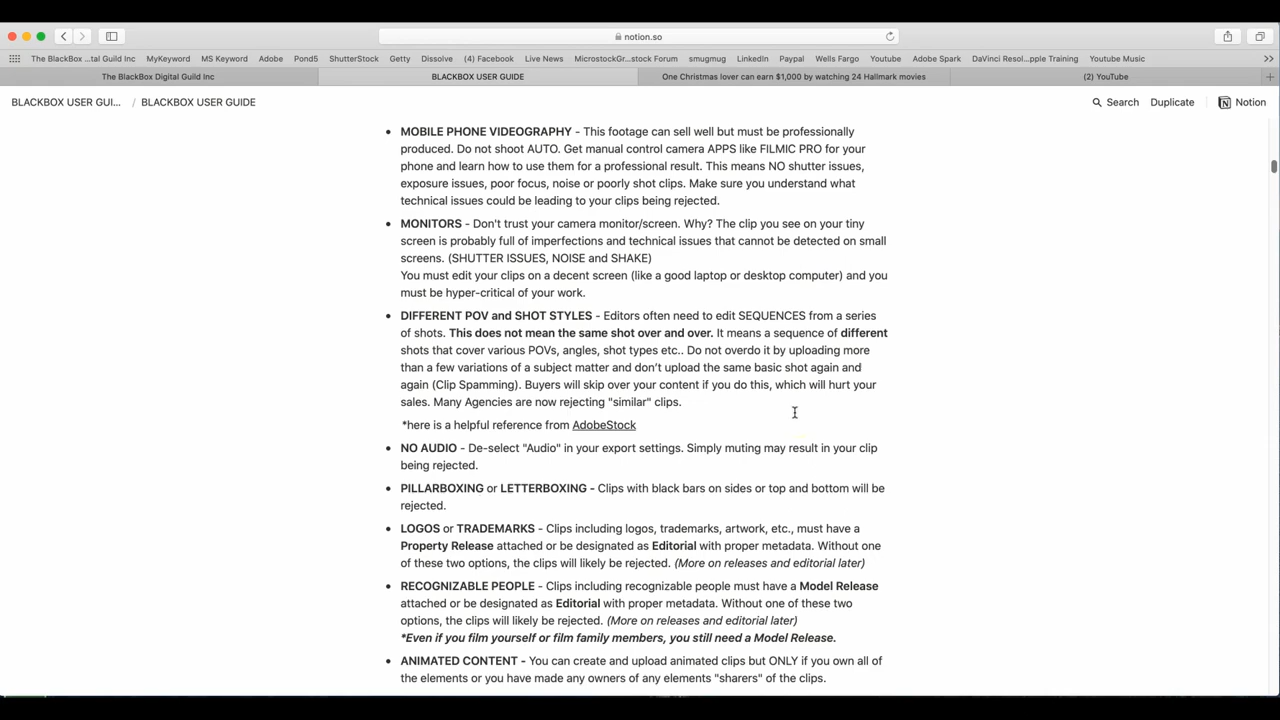 notion.so
The BlackBox ...tal Guild Inc MyKeyword MS Keyword Adobe Pond5 ShutterStock Getty Dissolve (4) Facebook Live News MicrostockGr...stock Forum smugmug LinkedIn Paypal Wells Fargo Youtube Adobe Spark DaVinci Resol...pple Training YouTube Music
The BlackBox Digital Guild Inc BLACKBOX USER GUIDE One Christmas lover can earn $1,000 by watching 24 Hallmark movies (2) YouTube
BLACKBOX USER GUI... / BLACKBOX USER GUIDE Search Duplicate Notion
• MOBILE PHONE VIDEOGRAPHY - This footage can sell well but must be professionally
produced. Do not shoot AUTO. Get manual control camera APPS like FILMIC PRO for your
phone and learn how to use them for a professional result. This means NO shutter issues,
exposure issues, poor focus, noise or poorly shot clips. Make sure you understand what
technical issues could be leading to your clips being rejected.
• MONITORS - Don't trust your camera monitor/screen. Why? The clip you see on your tiny
screen is probably full of imperfections and technical issues that cannot be detected on small
screens. (SHUTTER ISSUES, NOISE and SHAKE)
You must edit your clips on a decent screen (like a good laptop or desktop computer) and you
must be hyper-critical of your work.
• DIFFERENT POV and SHOT STYLES - Editors often need to edit SEQUENCES from a series
of shots. This does not mean the same shot over and over. It means a sequence of different
shots that cover various POVs, angles, shot types etc.. Do not overdo it by uploading more
than a few variations of a subject matter and don't upload the same basic shot again and
again (Clip Spamming). Buyers will skip over your content if you do this, which will hurt your
sales. Many Agencies are now rejecting "similar" clips.
*here is a helpful reference from AdobeStock
• NO AUDIO - De-select "Audio" in your export settings. Simply muting may result in your clip
being rejected.
• PILLARBOXING or LETTERBOXING - Clips with black bars on sides or top and bottom will be
rejected.
• LOGOS or TRADEMARKS - Clips including logos, trademarks, artwork, etc., must have a
Property Release attached or be designated as Editorial with proper metadata. Without one
of these two options, the clips will likely be rejected. (More on releases and editorial later)
• RECOGNIZABLE PEOPLE - Clips including recognizable people must have a Model Release
attached or be designated as Editorial with proper metadata. Without one of these two
options, the clips will likely be rejected. (More on releases and editorial later)
*Even if you film yourself or film family members, you still need a Model Release.
• ANIMATED CONTENT - You can create and upload animated clips but ONLY if you own all of
the elements or you have made any owners of any elements "sharers" of the clips.